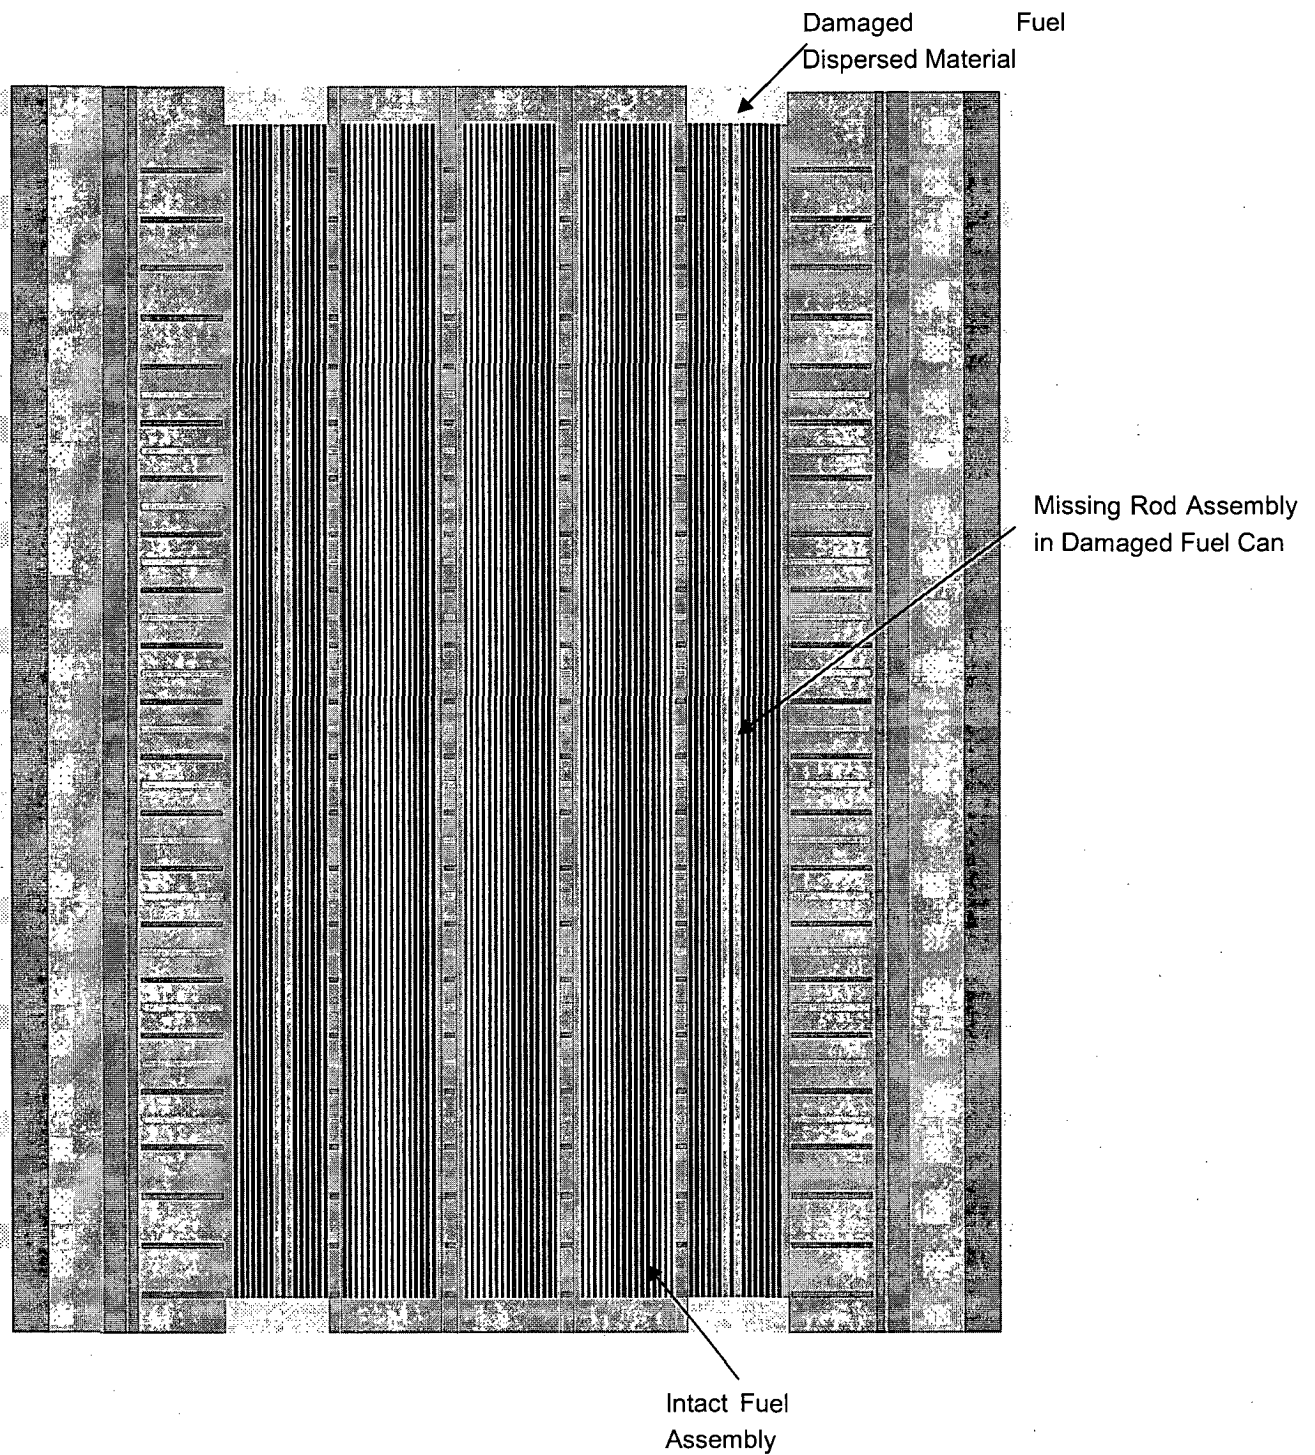 Damaged Fuel
Dispersed Material
Missing Rod Assembly
in Damaged Fuel Can
Intact Fuel
Assembly